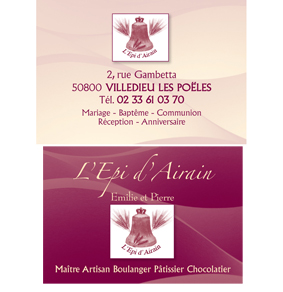 L'Epi d'Airain
2, rue Gambetta
50800 VILLEDIEU LES POËLES
Tél. 02 33 61 03 70
Mariage - Baptême - Communion
Réception - Anniversaire
L'Epi d'Airain
Emilie et Pierre
L'Epi d'Airain
Maître Artisan Boulanger Pâtissier Chocolatier